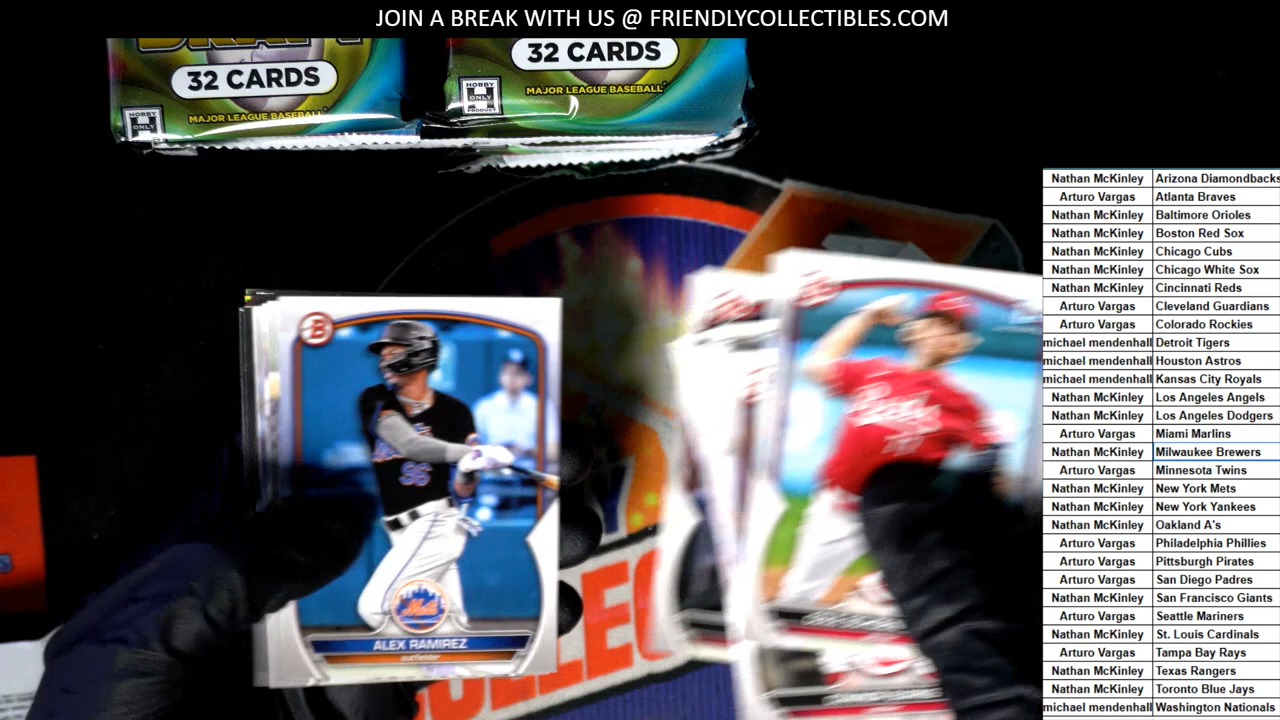 JOIN A BREAK WITH US @ FRIENDLYCOLLECTIBLES.COM
32 CARDS
HOBBY
H
ONLY
MAJOR LEAGUE BASEBALL
32 CARDS
HOBBY
H
ONLY
PRODUCT
MAJOR LEAGUE BASEBALL
B
36
Mets
ALEX RAMIREZ
outfielder
Nathan McKinley Arizona Diamondbacks
Arturo Vargas Atlanta Braves
Nathan McKinley Baltimore Orioles
Nathan McKinley Boston Red Sox
Nathan McKinley Chicago Cubs
Nathan McKinley Chicago White Sox
Nathan McKinley Cincinnati Reds
Arturo Vargas Cleveland Guardians
Arturo Vargas Colorado Rockies
michael mendenhall Detroit Tigers
michael mendenhall Houston Astros
michael mendenhall Kansas City Royals
Nathan McKinley Los Angeles Angels
Nathan McKinley Los Angeles Dodgers
Arturo Vargas Miami Marlins
Nathan McKinley Milwaukee Brewers
Arturo Vargas Minnesota Twins
Nathan McKinley New York Mets
Nathan McKinley New York Yankees
Nathan McKinley Oakland A's
Arturo Vargas Philadelphia Phillies
Arturo Vargas Pittsburgh Pirates
Arturo Vargas San Diego Padres
Nathan McKinley San Francisco Giants
Arturo Vargas Seattle Mariners
Nathan McKinley St. Louis Cardinals
Arturo Vargas Tampa Bay Rays
Nathan McKinley Texas Rangers
Nathan McKinley Toronto Blue Jays
michael mendenhall Washington Nationals